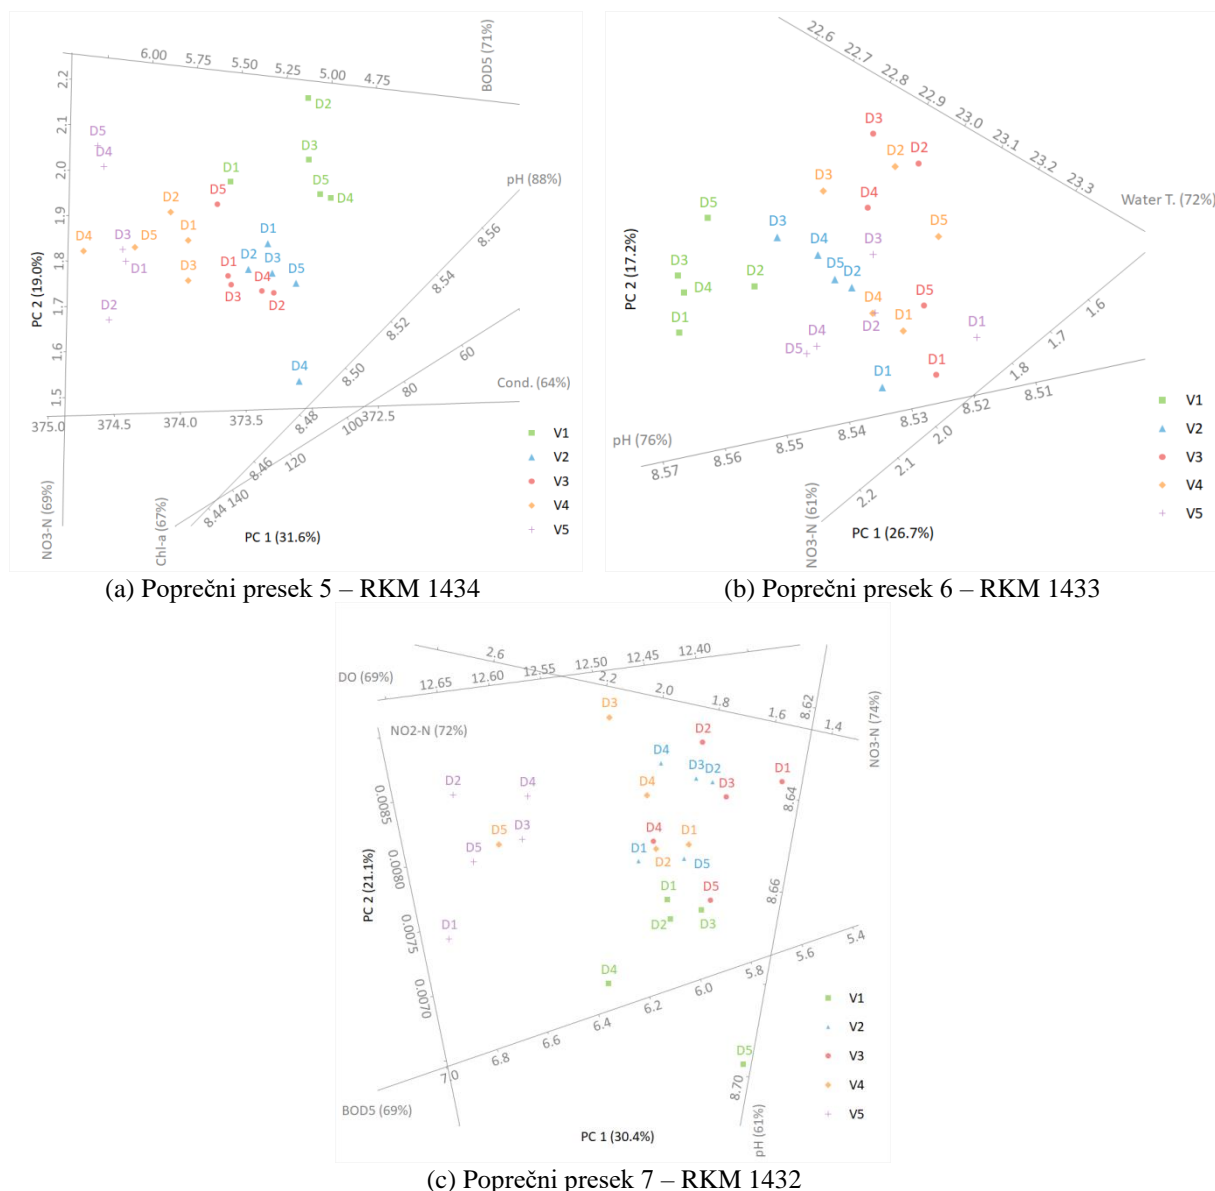 6.00 5.75 5.50 5.25 5.00 4.75
BOD5 (71%)
2.2
2.1
2.0
1.9
1.8
1.7
1.6
1.5
PC 2 (19.0%)
D2
D5
D4
D3
D1
D5
D4
D2
D5
pH (88%)
D1
D1
D4
D3
D5
8.56
D1
D2
D3
D1
D4
D5
8.54
D3
D3
D2
D2
8.52
D4
8.50
60
80
Cond. (64%)
375.0 374.5 374.0 373.5 372.5
8.48
100
8.46
120
140
8.44
NO3-N (69%)
Chl-a (67%)
PC 1 (31.6%)
V1
V2
V3
V4
V5
22.6 22.7 22.8 22.9 23.0 23.1 23.2 23.3
Water T. (72%)
PC 2 (17.2%)
D3
D2
D2
D3
D4
D5
D3
D4
D3
D5
D5
D2
D2
D3
D4
D4
D5
D1
D2
D1
D1
D5
D4
D1
D1
1.6
1.7
1.8
2.0
2.1
2.2
pH (76%)
8.57 8.56 8.55 8.54 8.53 8.52 8.51
NO3-N (61%)
PC 1 (26.7%)
V1
V2
V3
V4
V5
(a) Poprečni presek 5 – RKM 1434
(b) Poprečni presek 6 – RKM 1433
DO (69%)
12.65 12.60 12.55 12.50 12.45 12.40
2.6 2.2 2.0 1.8 1.6 1.4
NO3-N (74%)
NO2-N (72%)
0.0085
0.0080
0.0075
0.0070
PC 2 (21.1%)
8.62
8.64
8.66
8.70
pH (61%)
D3
D2
D4
D3
D2
D1
D2
D4
D4
D3
D5
D3
D4
D1
D5
D1
D2
D5
D1
D5
D1
D2
D3
D4
D5
7.0 6.8 6.6 6.4 6.2 6.0 5.8 5.6 5.4
BOD5 (69%)
PC 1 (30.4%)
V1
V2
V3
V4
V5
(c) Poprečni presek 7 – RKM 1432